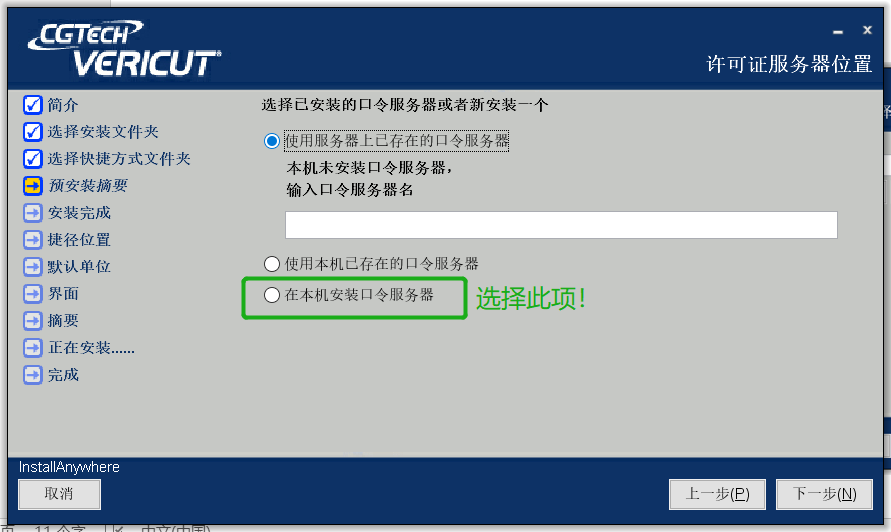 CGTECH
VERICUT®
许可证服务器位置
简介
选择安装文件夹
选择快捷方式文件夹
预安装摘要
安装完成
捷径位置
默认单位
界面
摘要
正在安装......
完成
选择已安装的口令服务器或者新安装一个
使用服务器上已存在的口令服务器
本机未安装口令服务器，
输入口令服务器名
使用本机已存在的口令服务器
在本机安装口令服务器
选择此项！
InstallAnywhere
取消
上一步(P)
下一步(N)